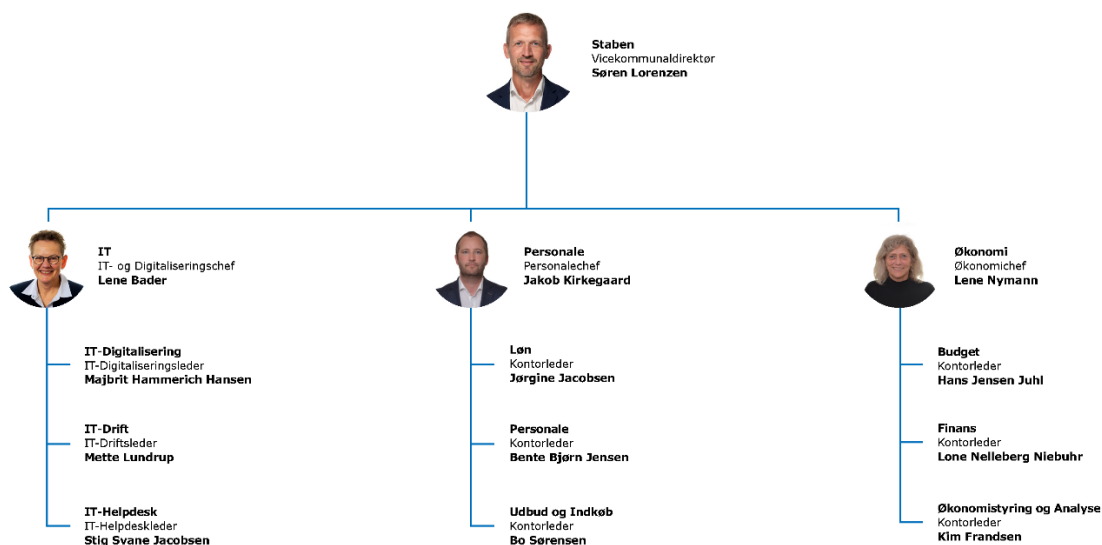 Staben
Vicekommunaldirektør
Søren Lorenzen
IT
IT- og Digitaliseringschef
Lene Bader
Personale
Personalechef
Jakob Kirkegaard
Økonomi
Økonomichef
Lene Nymann
IT-Digitalisering
IT-Digitaliseringsleder
Majbrit Hammerich Hansen
IT-Drift
IT-Driftsleder
Mette Lundrup
IT-Helpdesk
IT-Helpdeskleder
Stig Svane Jacobsen
Løn
Kontorleder
Jørgine Jacobsen
Personale
Kontorleder
Bente Bjørn Jensen
Udbud og Indkøb
Kontorleder
Bo Sørensen
Budget
Kontorleder
Hans Jensen Juhl
Finans
Kontorleder
Lone Nelleberg Niebuhr
Økonomistyring og Analyse
Kontorleder
Kim Frandsen